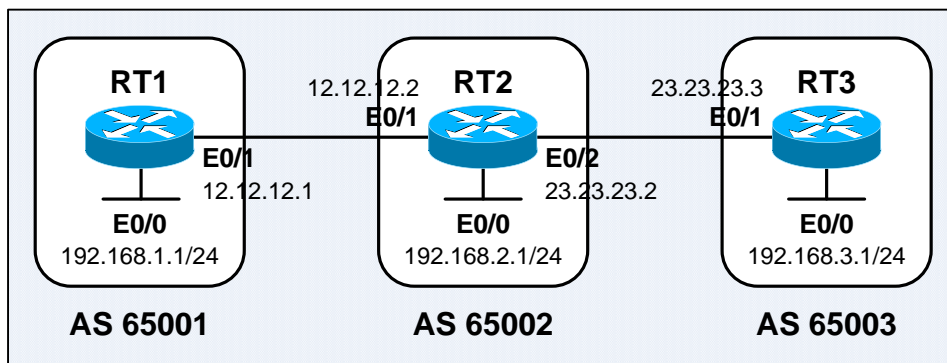 RT1
12.12.12.2
RT2
23.23.23.3
RT3
E0/1
E0/1
E0/1
12.12.12.1
E0/2
23.23.23.2
E0/0
192.168.1.1/24
E0/0
192.168.2.1/24
E0/0
192.168.3.1/24
AS 65001
AS 65002
AS 65003